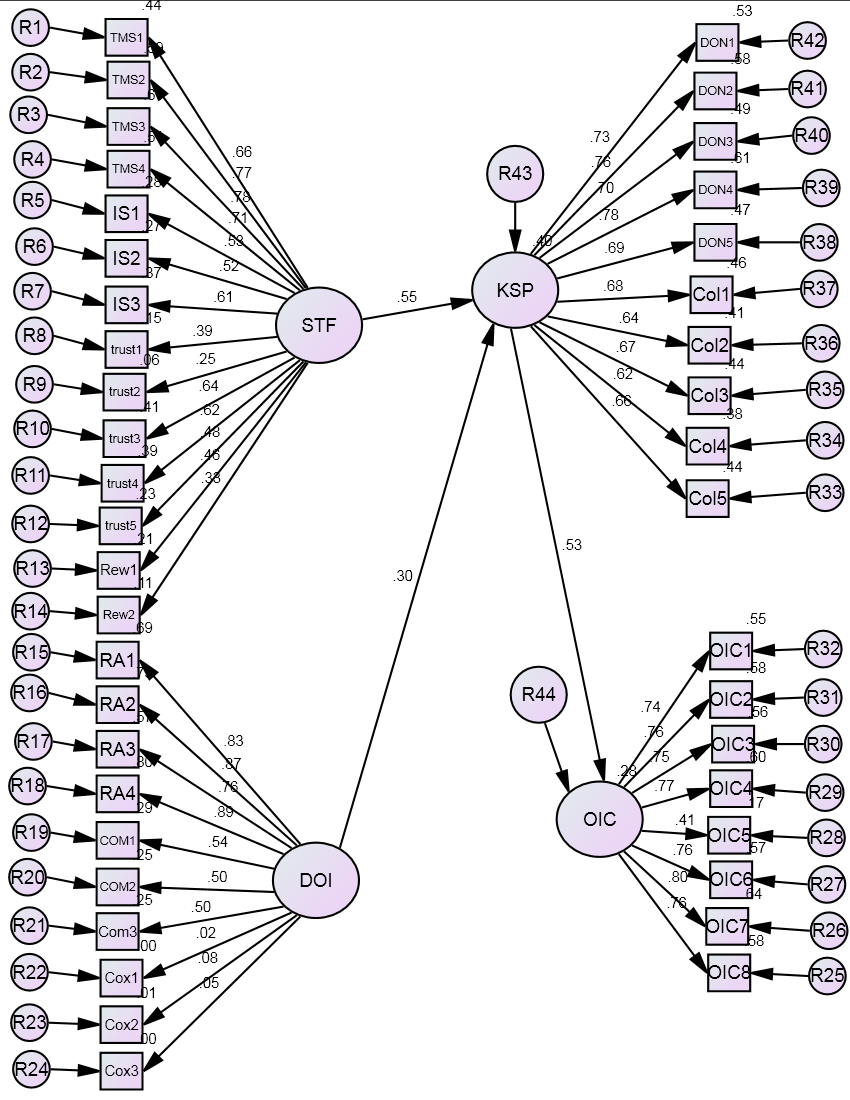 .44
R1
TMS1
R2
TMS2
R3
TMS3
R4
TMS4
.28
R5
IS1
.27
R6
IS2
.37
R7
IS3
.15
R8
trust1
.06
R9
trust2
.41
R10
trust3
.39
R11
trust4
.23
R12
trust5
.21
R13
Rew1
.11
R14
Rew2
.69
R15
RA1
R16
RA2
.57
R17
RA3
.80
R18
RA4
.29
R19
COM1
.25
R20
COM2
.25
R21
Com3
.00
R22
Cox1
.01
R23
Cox2
.00
R24
Cox3
.66
.77
.78
.71
.53
.52
.61
.39
.25
.64
.62
.48
.46
.38
STF
.83
.87
.76
.89
.54
.50
.50
.02
.08
.05
DOI
.55
.30
R43
.40
KSP
.53
R44
.28
OIC
.73
.76
.70
.78
.69
.68
.64
.67
.62
.66
.53
DON1
R42
.58
DON2
R41
.49
DON3
R40
.61
DON4
R39
.47
DON5
R38
.46
Col1
R37
.41
Col2
R36
.44
Col3
R35
.38
Col4
R34
.44
Col5
R33
.74
.76
.75
.77
.41
.76
.80
.76
.55
OIC1
R32
.58
OIC2
R31
.56
OIC3
R30
.60
OIC4
R29
.17
OIC5
R28
.57
OIC6
R27
.64
OIC7
R26
.58
OIC8
R25